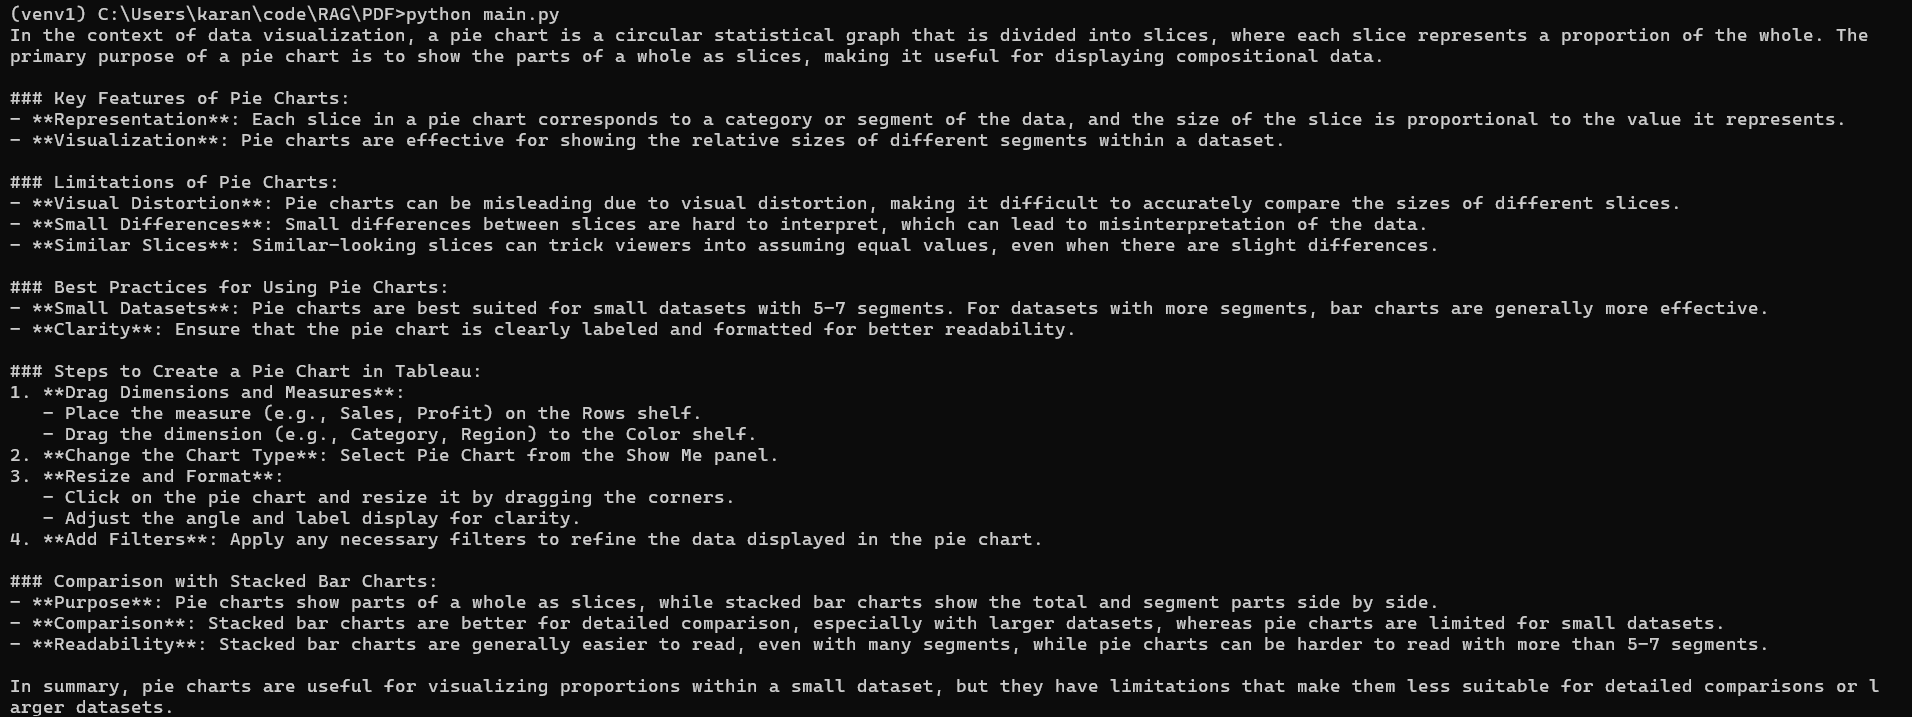 (venv1) C:\Users\karan\code\RAG\PDF>python main.py
In the context of data visualization, a pie chart is a circular statistical graph that is divided into slices, where each slice represents a proportion of the whole. The
primary purpose of a pie chart is to show the parts of a whole as slices, making it useful for displaying compositional data.

### Key Features of Pie Charts:
- **Representation**: Each slice in a pie chart corresponds to a category or segment of the data, and the size of the slice is proportional to the value it represents.
- **Visualization**: Pie charts are effective for showing the relative sizes of different segments within a dataset.

### Limitations of Pie Charts:
- **Visual Distortion**: Pie charts can be misleading due to visual distortion, making it difficult to accurately compare the sizes of different slices.
- **Small Differences**: Small differences between slices are hard to interpret, which can lead to misinterpretation of the data.
- **Similar Slices**: Similar-looking slices can trick viewers into assuming equal values, even when there are slight differences.

### Best Practices for Using Pie Charts:
- **Small Datasets**: Pie charts are best suited for small datasets with 5-7 segments. For datasets with more segments, bar charts are generally more effective.
- **Clarity**: Ensure that the pie chart is clearly labeled and formatted for better readability.

### Steps to Create a Pie Chart in Tableau:
1. **Drag Dimensions and Measures**:
   - Place the measure (e.g., Sales, Profit) on the Rows shelf.
   - Drag the dimension (e.g., Category, Region) to the Color shelf.
2. **Change the Chart Type**: Select Pie Chart from the Show Me panel.
3. **Resize and Format**:
   - Click on the pie chart and resize it by dragging the corners.
   - Adjust the angle and label display for clarity.
4. **Add Filters**: Apply any necessary filters to refine the data displayed in the pie chart.

### Comparison with Stacked Bar Charts:
- **Purpose**: Pie charts show parts of a whole as slices, while stacked bar charts show the total and segment parts side by side.
- **Comparison**: Stacked bar charts are better for detailed comparison, especially with larger datasets, whereas pie charts are limited for small datasets.
- **Readability**: Stacked bar charts are generally easier to read, even with many segments, while pie charts can be harder to read with more than 5-7 segments.

In summary, pie charts are useful for visualizing proportions within a small dataset, but they have limitations that make them less suitable for detailed comparisons or l
arger datasets.